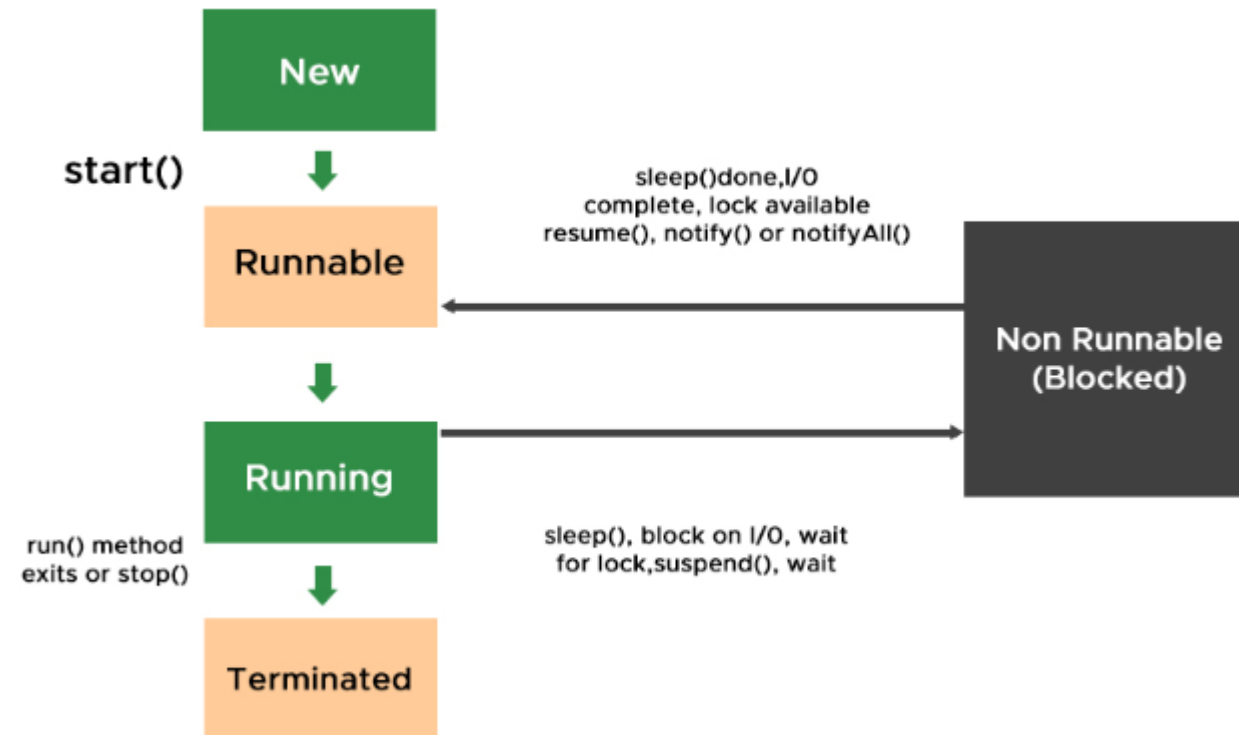 New
start()
sleep()done,I/O
complete, lock available
resume(), notify() or notifyAll()
Runnable
Non Runnable
(Blocked)
Running
run() method
exits or stop()
sleep(), block on I/O, wait
for lock,suspend(), wait
Terminated